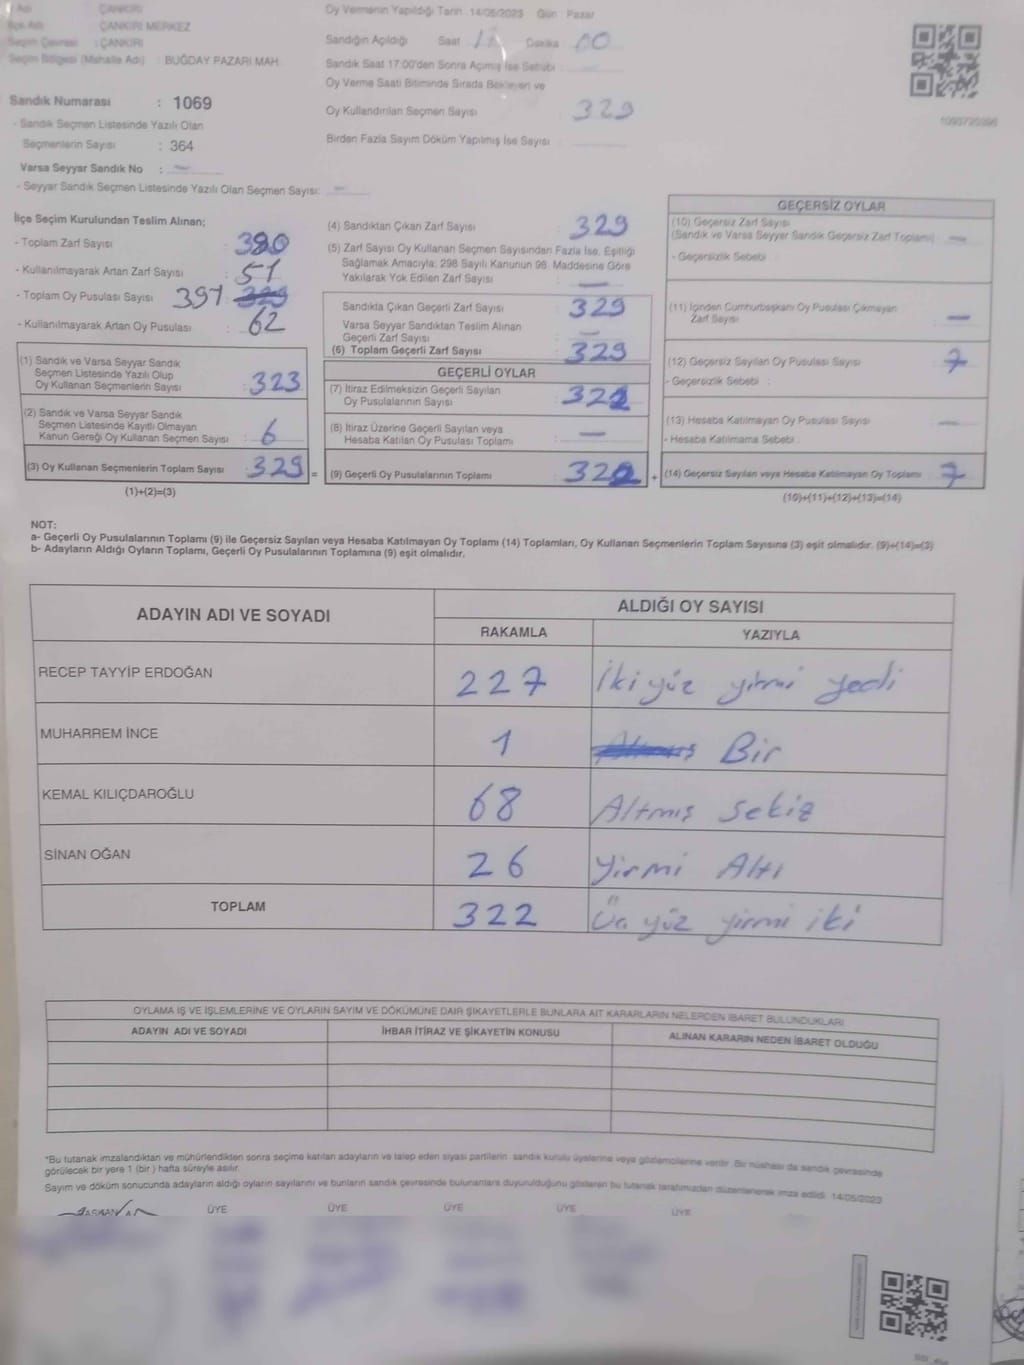 Adı : ÇANKIRI
İlçe Adı : ÇANKIRI MERKEZ
Seçim Çevresi : ÇANKIRI
Seçim Bölgesi (Mahalle Adı) : BUĞDAY PAZARI MAH.
Sandık Numarası : 1069
- Sandık Seçmen Listesinde Yazılı Olan
Seçmenlerin Sayısı : 364
Varsa Seyyar Sandık No : -
- Seyyar Sandık Seçmen Listesinde Yazılı Olan Seçmen Sayısı: -
Oy Vermenin Yapıldığı Tarih : 14/05/2023 Gün : Pazar
Sandığın Açıldığı Saat 17 Dakika 00
Sandık Saat 17:00'den Sonra Açımış İse Sebebi :
Oy Verme Saati Bitiminde Sırada Bekleyen ve
Oy Kullandırılan Seçmen Sayısı : 329
Birden Fazla Sayım Döküm Yapılmış İse Sayısı :
İlçe Seçim Kurulundan Teslim Alınan;
- Toplam Zarf Sayısı : 380
- Kullanılmayarak Artan Zarf Sayısı : 51
- Toplam Oy Pusulası Sayısı 391 : 329
- Kullanılmayarak Artan Oy Pusulası : 62
(1) Sandık ve Varsa Seyyar Sandık
Seçmen Listesinde Yazılı Olup
Oy Kullanan Seçmenlerin Sayısı : 323
(2) Sandık ve Varsa Seyyar Sandık
Seçmen Listesinde Kayıtlı Olmayan
Kanun Gereği Oy Kullanan Seçmen Sayısı : 6
(3) Oy Kullanan Seçmenlerin Toplam Sayısı : 329 =
(1)+(2)=(3)
(4) Sandıktan Çıkan Zarf Sayısı : 329
(5) Zarf Sayısı Oy Kullanan Seçmen Sayısından Fazla İse, Eşitliği
Sağlamak Amacıyla; 298 Sayılı Kanunun 98. Maddesine Göre
Yakılarak Yok Edilen Zarf Sayısı : -
Sandıkla Çıkan Geçerli Zarf Sayısı : 329
Varsa Seyyar Sandıktan Teslim Alınan
Geçerli Zarf Sayısı : -
(6) Toplam Geçerli Zarf Sayısı : 329
GEÇERLİ OYLAR
(7) İtiraz Edilmeksizin Geçerli Sayılan
Oy Pusulalarının Sayısı : 322
(8) İtiraz Üzerine Geçerli Sayılan veya
Hesaba Katılan Oy Pusulası Toplamı : -
(9) Geçerli Oy Pusulalarının Toplamı : 322 +
1093720398
GEÇERSİZ OYLAR
(10) Geçersiz Zarf Sayısı
(Sandık ve Varsa Seyyar Sandık Geçersiz Zarf Toplamı) : -
- Geçersizlik Sebebi :
(11) İçinden Cumhurbaşkanı Oy Pusulası Çıkmayan
Zarf Sayısı : -
(12) Geçersiz Sayılan Oy Pusulası Sayısı : 7
- Geçersizlik Sebebi :
(13) Hesaba Katılmayan Oy Pusulası Sayısı : -
- Hesaba Katılmama Sebebi :
(14) Geçersiz Sayılan veya Hesaba Katılmayan Oy Toplamı : 7
(10)+(11)+(12)+(13)=(14)
NOT:
a- Geçerli Oy Pusulalarının Toplamı (9) ile Geçersiz Sayılan veya Hesaba Katılmayan Oy Toplamı (14) Toplamları, Oy Kullanan Seçmenlerin Toplam Sayısına (3) eşit olmalıdır. (9)+(14)=(3)
b- Adayların Aldığı Oyların Toplamı, Geçerli Oy Pusulalarının Toplamına (9) eşit olmalıdır.
ADAYIN ADI VE SOYADI
ALDIĞI OY SAYISI
RAKAMLA YAZIYLA
RECEP TAYYİP ERDOĞAN 227 İki yüz yirmi yedi
MUHARREM İNCE 1 Altmış Bir
KEMAL KILIÇDAROĞLU 68 Altmış Sekiz
SİNAN OĞAN 26 Yirmi Altı
TOPLAM 322 Üç yüz yirmi iki
OYLAMA İŞ VE İŞLEMLERİNE VE OYLARIN SAYIM VE DÖKÜMÜNE DAİR ŞİKAYETLERLE BUNLARA AİT KARARLARIN NELERDEN İBARET BULUNDUKLARI
ADAYIN ADI VE SOYADI İHBAR İTİRAZ VE ŞİKAYETİN KONUSU ALINAN KARARIN NEDEN İBARET OLDUĞU
*Bu tutanak imzalandıktan ve mühürlendikten sonra seçime katılan adayların ve talep eden siyasi partilerin sandık kurulu üyelerine veya gözlemcilerine verilir. Bir nüshası da sandık çevresinde
görülecek bir yere 1 (bir) hafta süreyle asılır.
Sayım ve döküm sonucunda adayların aldığı oyların sayılarını ve bunların sandık çevresinde bulunanlara duyurulduğunu gösteren bu tutanak tarafımızdan düzenlenerek imza edildi. 14/05/2023
BAŞKAN ÜYE ÜYE ÜYE ÜYE ÜYE